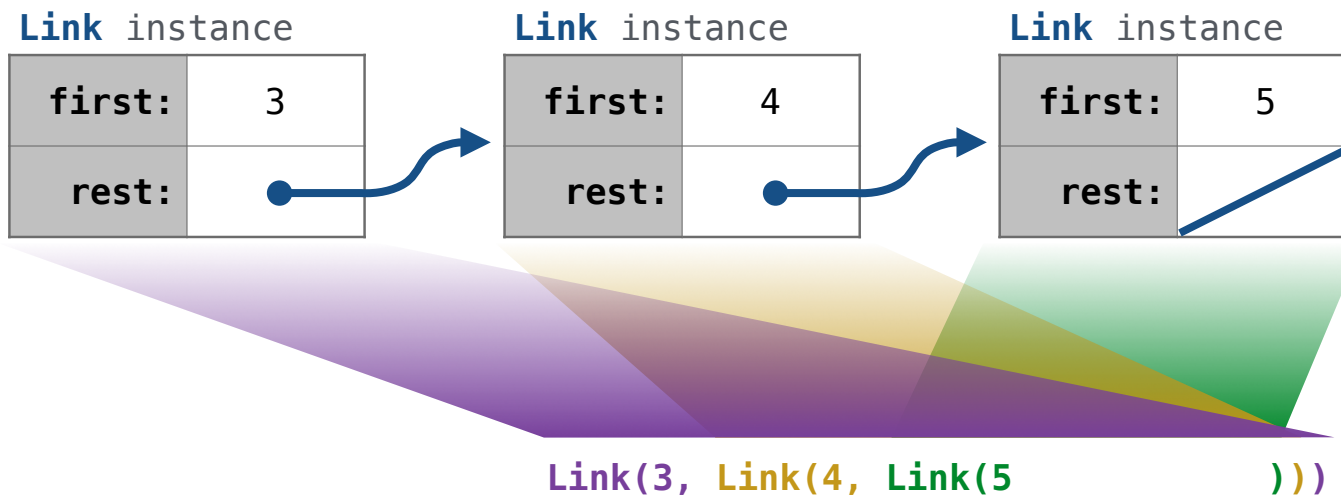 Link instance Link instance Link instance
first: 3 first: 4 first: 5
rest: rest: rest:
Link(3, Link(4, Link(5 )))